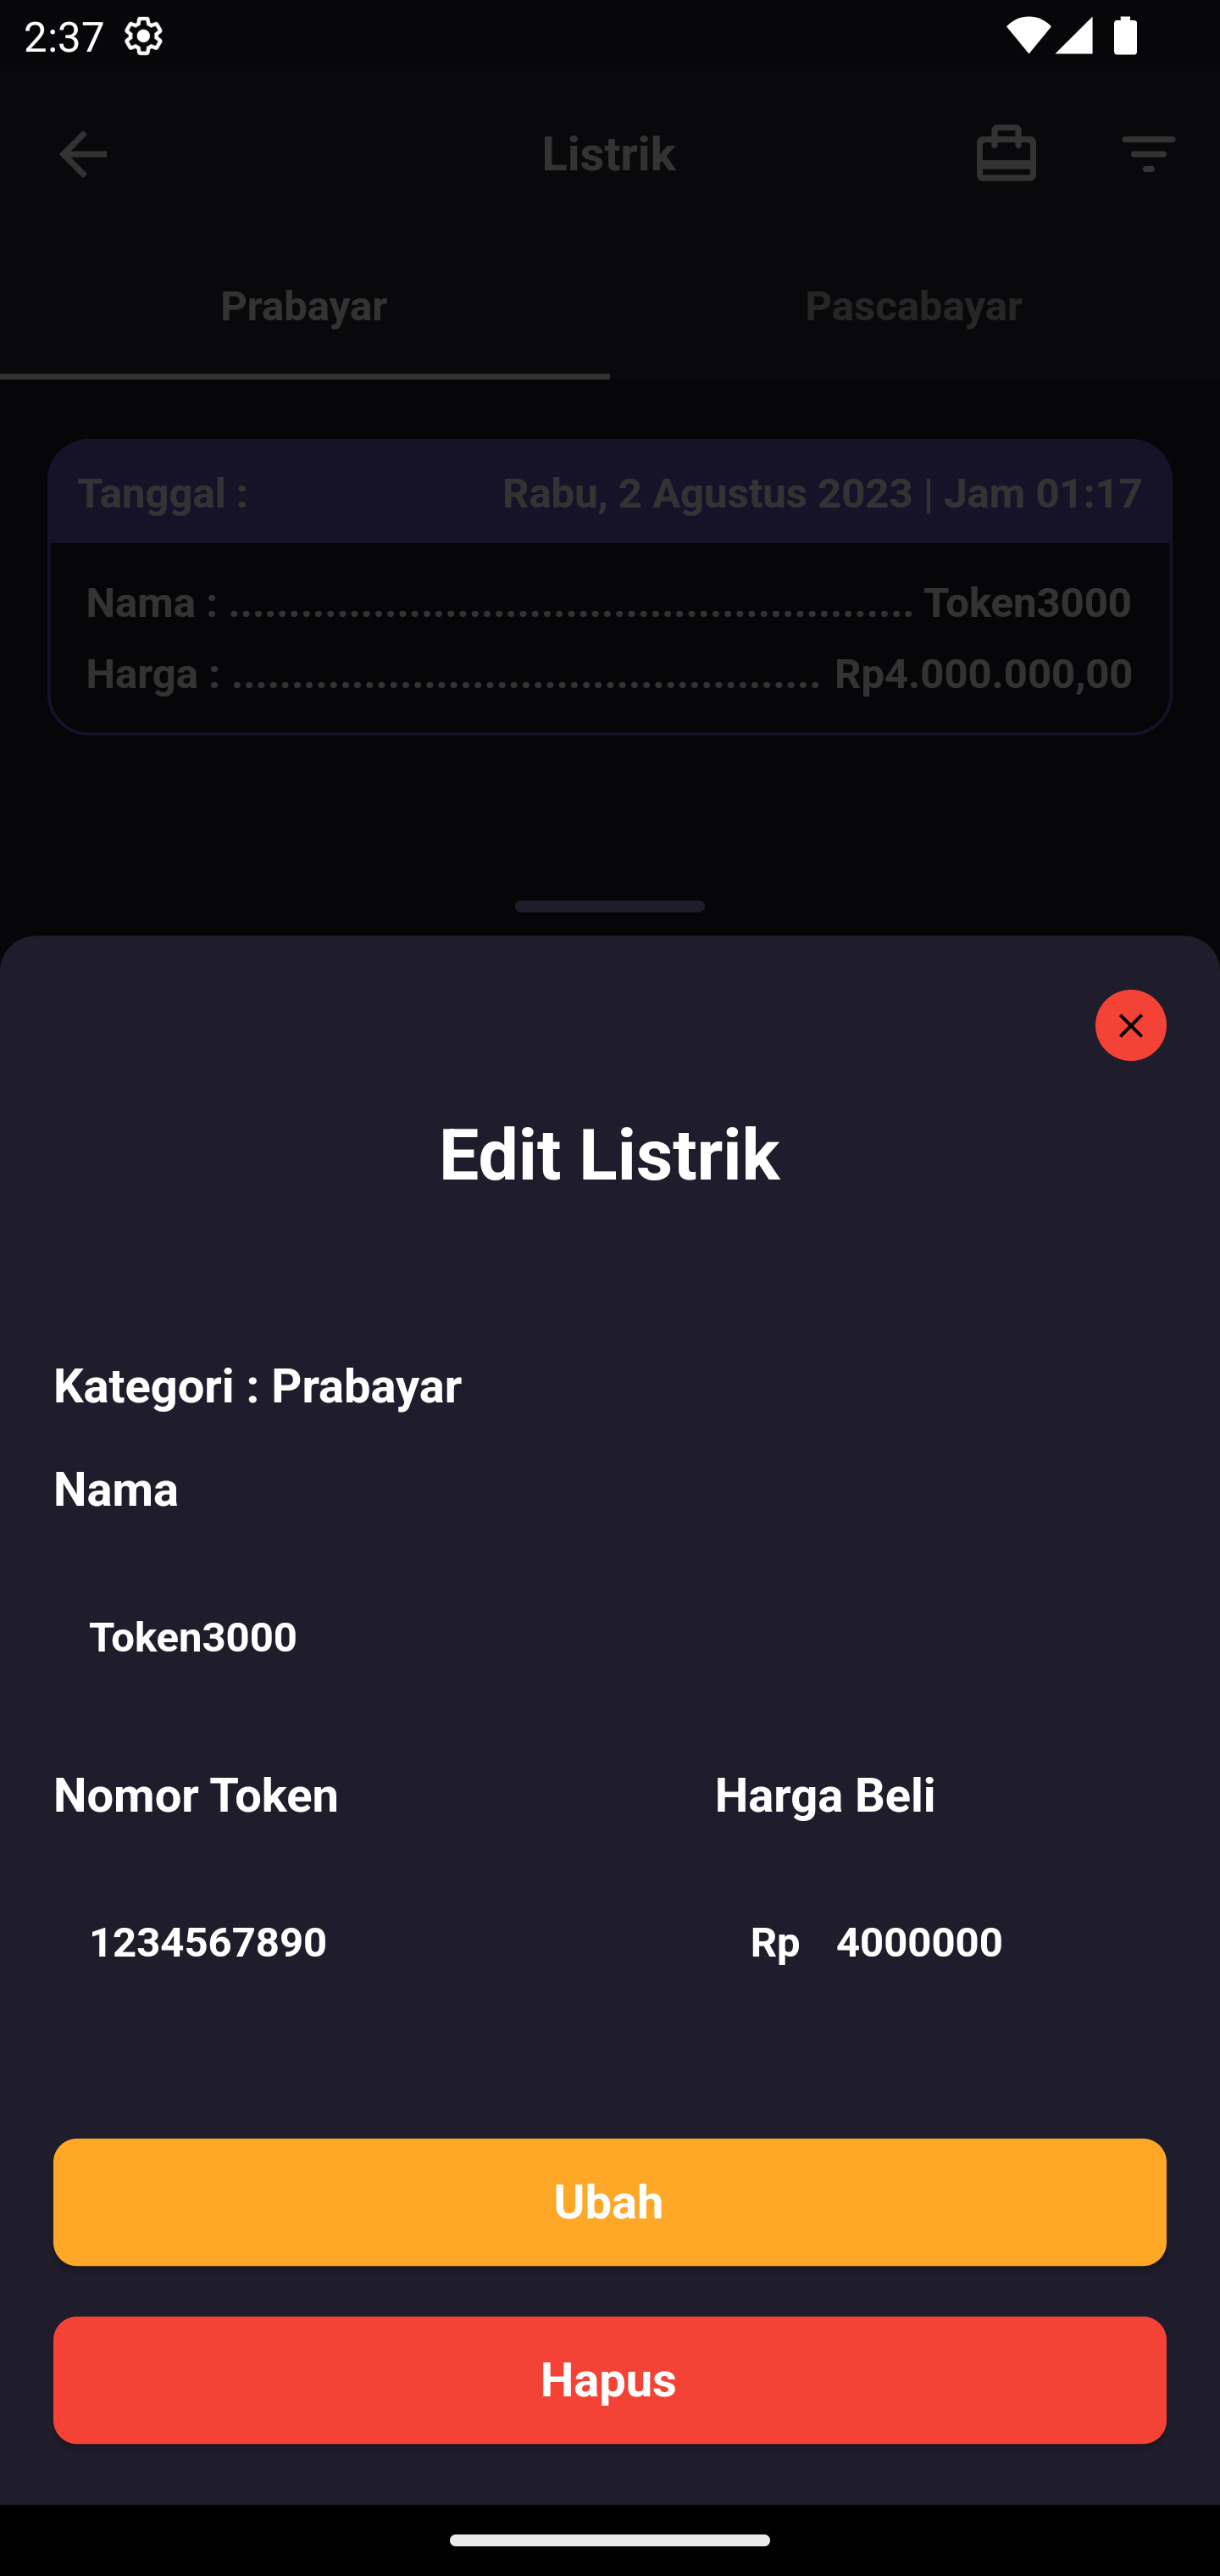 2:37
Listrik
Prabayar Pascabayar
Tanggal : Rabu, 2 Agustus 2023 | Jam 01:17
Nama : ......................................................... Token3000
Harga : ................................................. Rp4.000.000,00
Edit Listrik
Kategori : Prabayar
Nama
Token3000
Nomor Token Harga Beli
1234567890 Rp 4000000
Ubah
Hapus